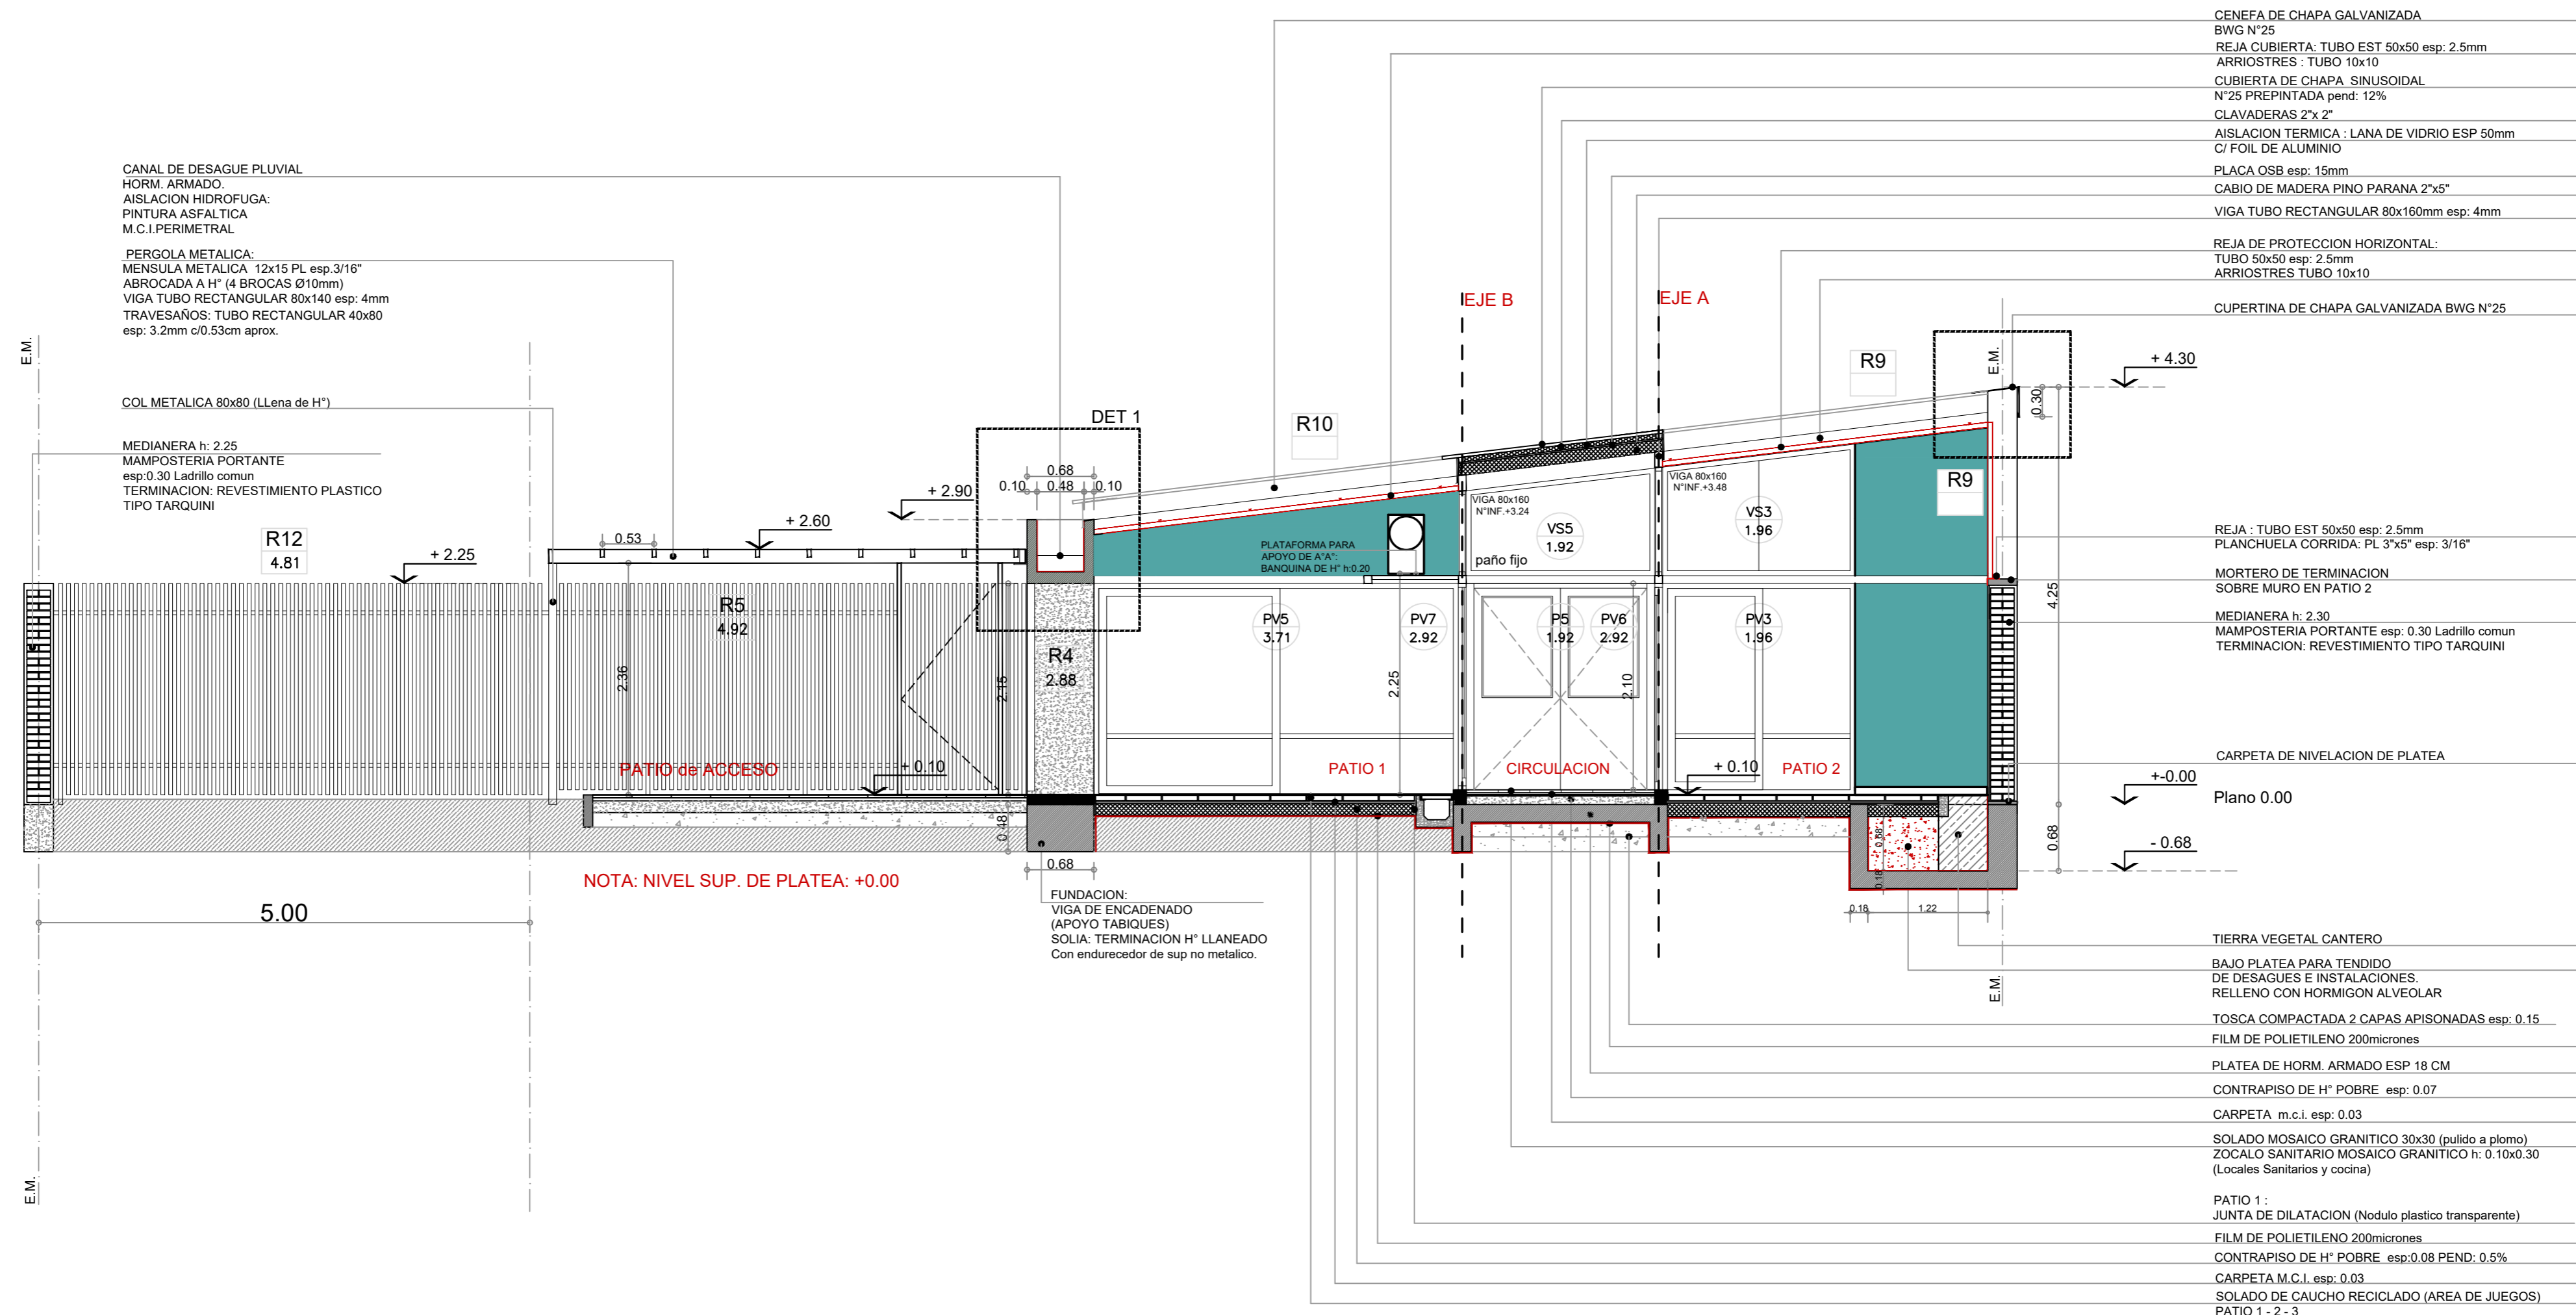 CENEFA DE CHAPA GALVANIZADA
BWG N°25
REJA CUBIERTA: TUBO EST 50x50 esp: 2.5mm
ARRIOSTRES : TUBO 10x10
CUBIERTA DE CHAPA SINUSOIDAL
N°25 PREPINTADA pend: 12%
CLAVADERAS 2"x 2"
AISLACION TERMICA : LANA DE VIDRIO ESP 50mm
C/ FOIL DE ALUMINIO
PLACA OSB esp: 15mm
CABIO DE MADERA PINO PARANA 2"x5"
VIGA TUBO RECTANGULAR 80x160mm esp: 4mm
REJA DE PROTECCION HORIZONTAL:
TUBO 50x50 esp: 2.5mm
ARRIOSTRES TUBO 10x10
CUPERTINA DE CHAPA GALVANIZADA BWG N°25
CANAL DE DESAGUE PLUVIAL
HORM. ARMADO.
AISLACION HIDROFUGA:
PINTURA ASFALTICA
M.C.I.PERIMETRAL
PERGOLA METALICA:
MENSULA METALICA 12x15 PL esp.3/16"
ABROCADA A H° (4 BROCAS Ø10mm)
VIGA TUBO RECTANGULAR 80x140 esp: 4mm
TRAVESAÑOS: TUBO RECTANGULAR 40x80
esp: 3.2mm c/0.53cm aprox.
COL METALICA 80x80 (LLena de H°)
MEDIANERA h: 2.25
MAMPOSTERIA PORTANTE
esp:0.30 Ladrillo comun
TERMINACION: REVESTIMIENTO PLASTICO
TIPO TARQUINI
E.M.
EJE B
EJE A
E.M.
R9
+ 4.30
0.30
DET 1
R10
0.68
0.10 0.48 0.10
+ 2.90
+ 2.60
0.53
R12
4.81
+ 2.25
VIGA 80x160
N°INF.+3.24
VIGA 80x160
N°INF.+3.48
VS5
1.92
VS3
1.96
R9
paño fijo
PLATAFORMA PARA
APOYO DE A"A":
BANQUINA DE H° h:0.20
R5
4.92
2.36
2.15
R4
2.88
PV5
3.71
PV7
2.92
2.25
P5
1.92
PV6
2.92
2.10
PV3
1.96
4.25
REJA : TUBO EST 50x50 esp: 2.5mm
PLANCHUELA CORRIDA: PL 3"x5" esp: 3/16"
MORTERO DE TERMINACION
SOBRE MURO EN PATIO 2
MEDIANERA h: 2.30
MAMPOSTERIA PORTANTE esp: 0.30 Ladrillo comun
TERMINACION: REVESTIMIENTO TIPO TARQUINI
PATIO de ACCESO
+ 0.10
PATIO 1
CIRCULACION
+ 0.10
PATIO 2
CARPETA DE NIVELACION DE PLATEA
+-0.00
Plano 0.00
0.48
0.68
0.68
0.18
0.68
- 0.68
0.18
1.22
NOTA: NIVEL SUP. DE PLATEA: +0.00
5.00
FUNDACION:
VIGA DE ENCADENADO
(APOYO TABIQUES)
SOLIA: TERMINACION H° LLANEADO
Con endurecedor de sup no metalico.
E.M.
E.M.
TIERRA VEGETAL CANTERO
BAJO PLATEA PARA TENDIDO
DE DESAGUES E INSTALACIONES.
RELLENO CON HORMIGON ALVEOLAR
TOSCA COMPACTADA 2 CAPAS APISONADAS esp: 0.15
FILM DE POLIETILENO 200micrones
PLATEA DE HORM. ARMADO ESP 18 CM
CONTRAPISO DE H° POBRE esp: 0.07
CARPETA m.c.i. esp: 0.03
SOLADO MOSAICO GRANITICO 30x30 (pulido a plomo)
ZOCALO SANITARIO MOSAICO GRANITICO h: 0.10x0.30
(Locales Sanitarios y cocina)
PATIO 1 :
JUNTA DE DILATACION (Nodulo plastico transparente)
FILM DE POLIETILENO 200micrones
CONTRAPISO DE H° POBRE esp:0.08 PEND: 0.5%
CARPETA M.C.I. esp: 0.03
SOLADO DE CAUCHO RECICLADO (AREA DE JUEGOS)
PATIO 1 - 2 - 3